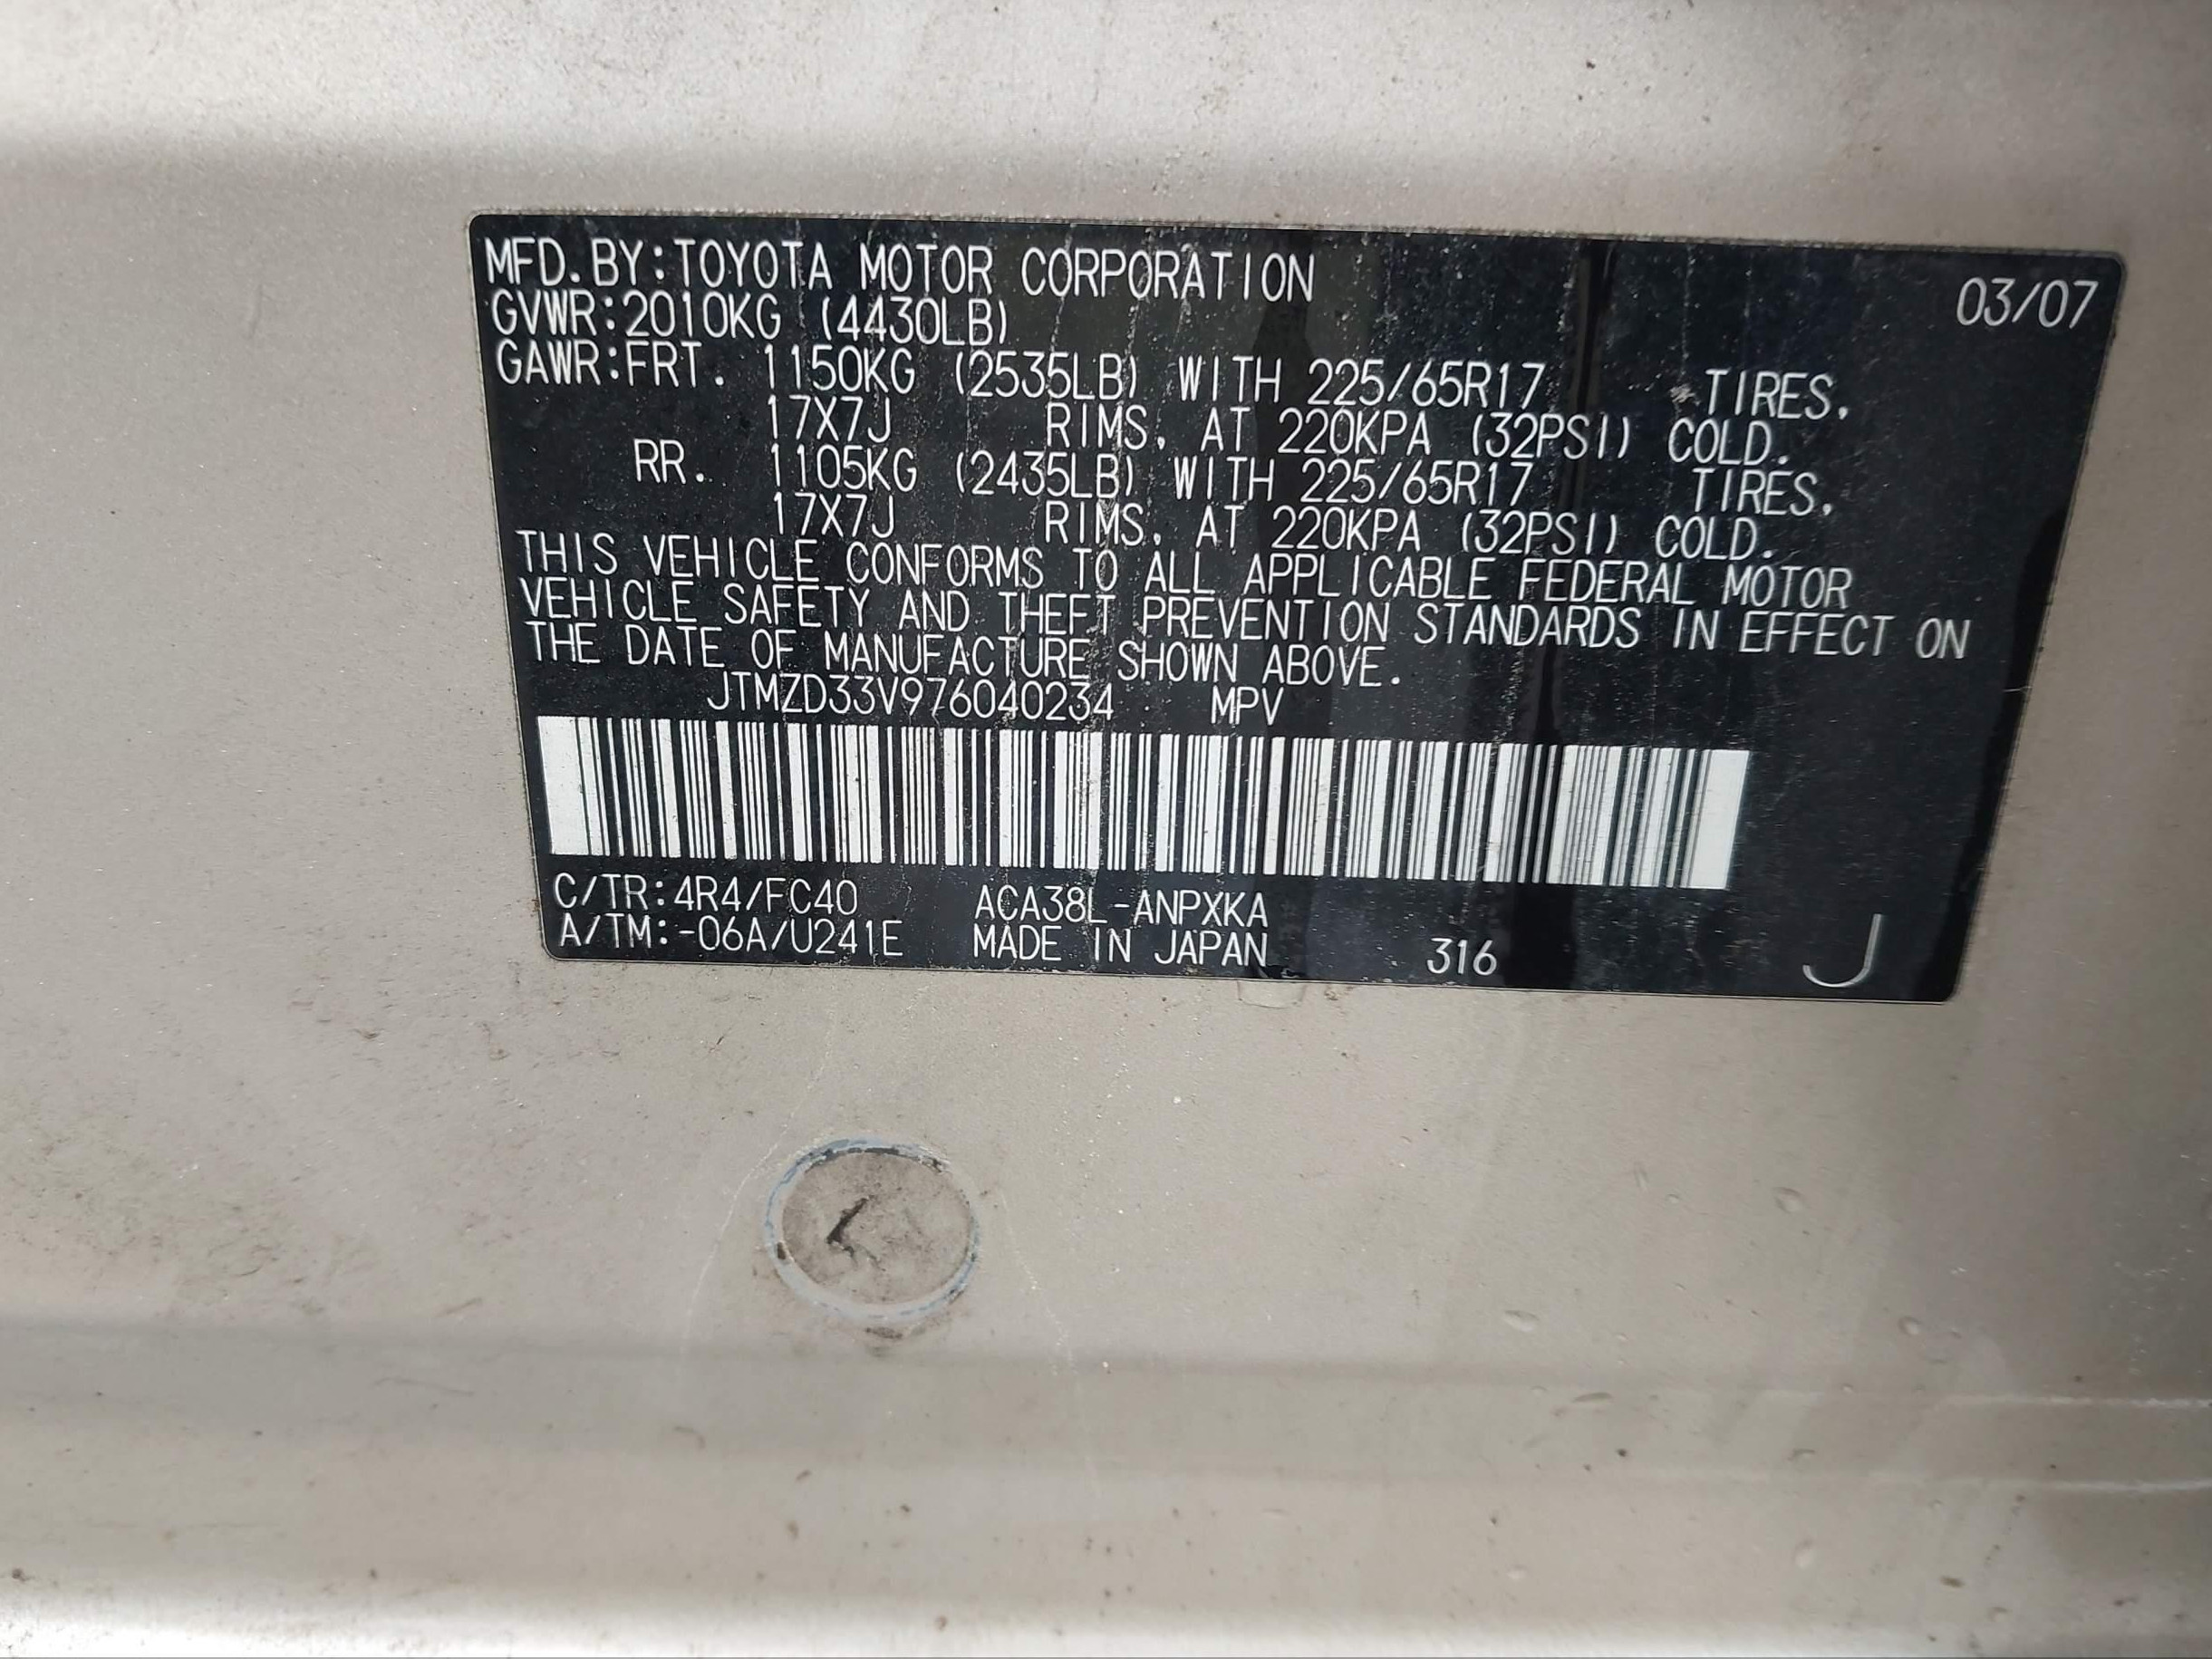 MFD.BY:TOYOTA MOTOR CORPORATION 03/07
GVWR:2010KG (4430LB)
GAWR:FRT. 1150KG (2535LB) WITH 225/65R17 TIRES,
17X7J RIMS, AT 220KPA (32PSI) COLD.
RR. 1105KG (2435LB) WITH 225/65R17 TIRES,
17X7J RIMS, AT 220KPA (32PSI) COLD.
THIS VEHICLE CONFORMS TO ALL APPLICABLE FEDERAL MOTOR
VEHICLE SAFETY AND THEFT PREVENTION STANDARDS IN EFFECT ON
THE DATE OF MANUFACTURE SHOWN ABOVE.
JTMZD33V976040234 MPV
C/TR:4R4/FC40 ACA38L-ANPXKA
A/TM:-06A/U241E MADE IN JAPAN 316 J